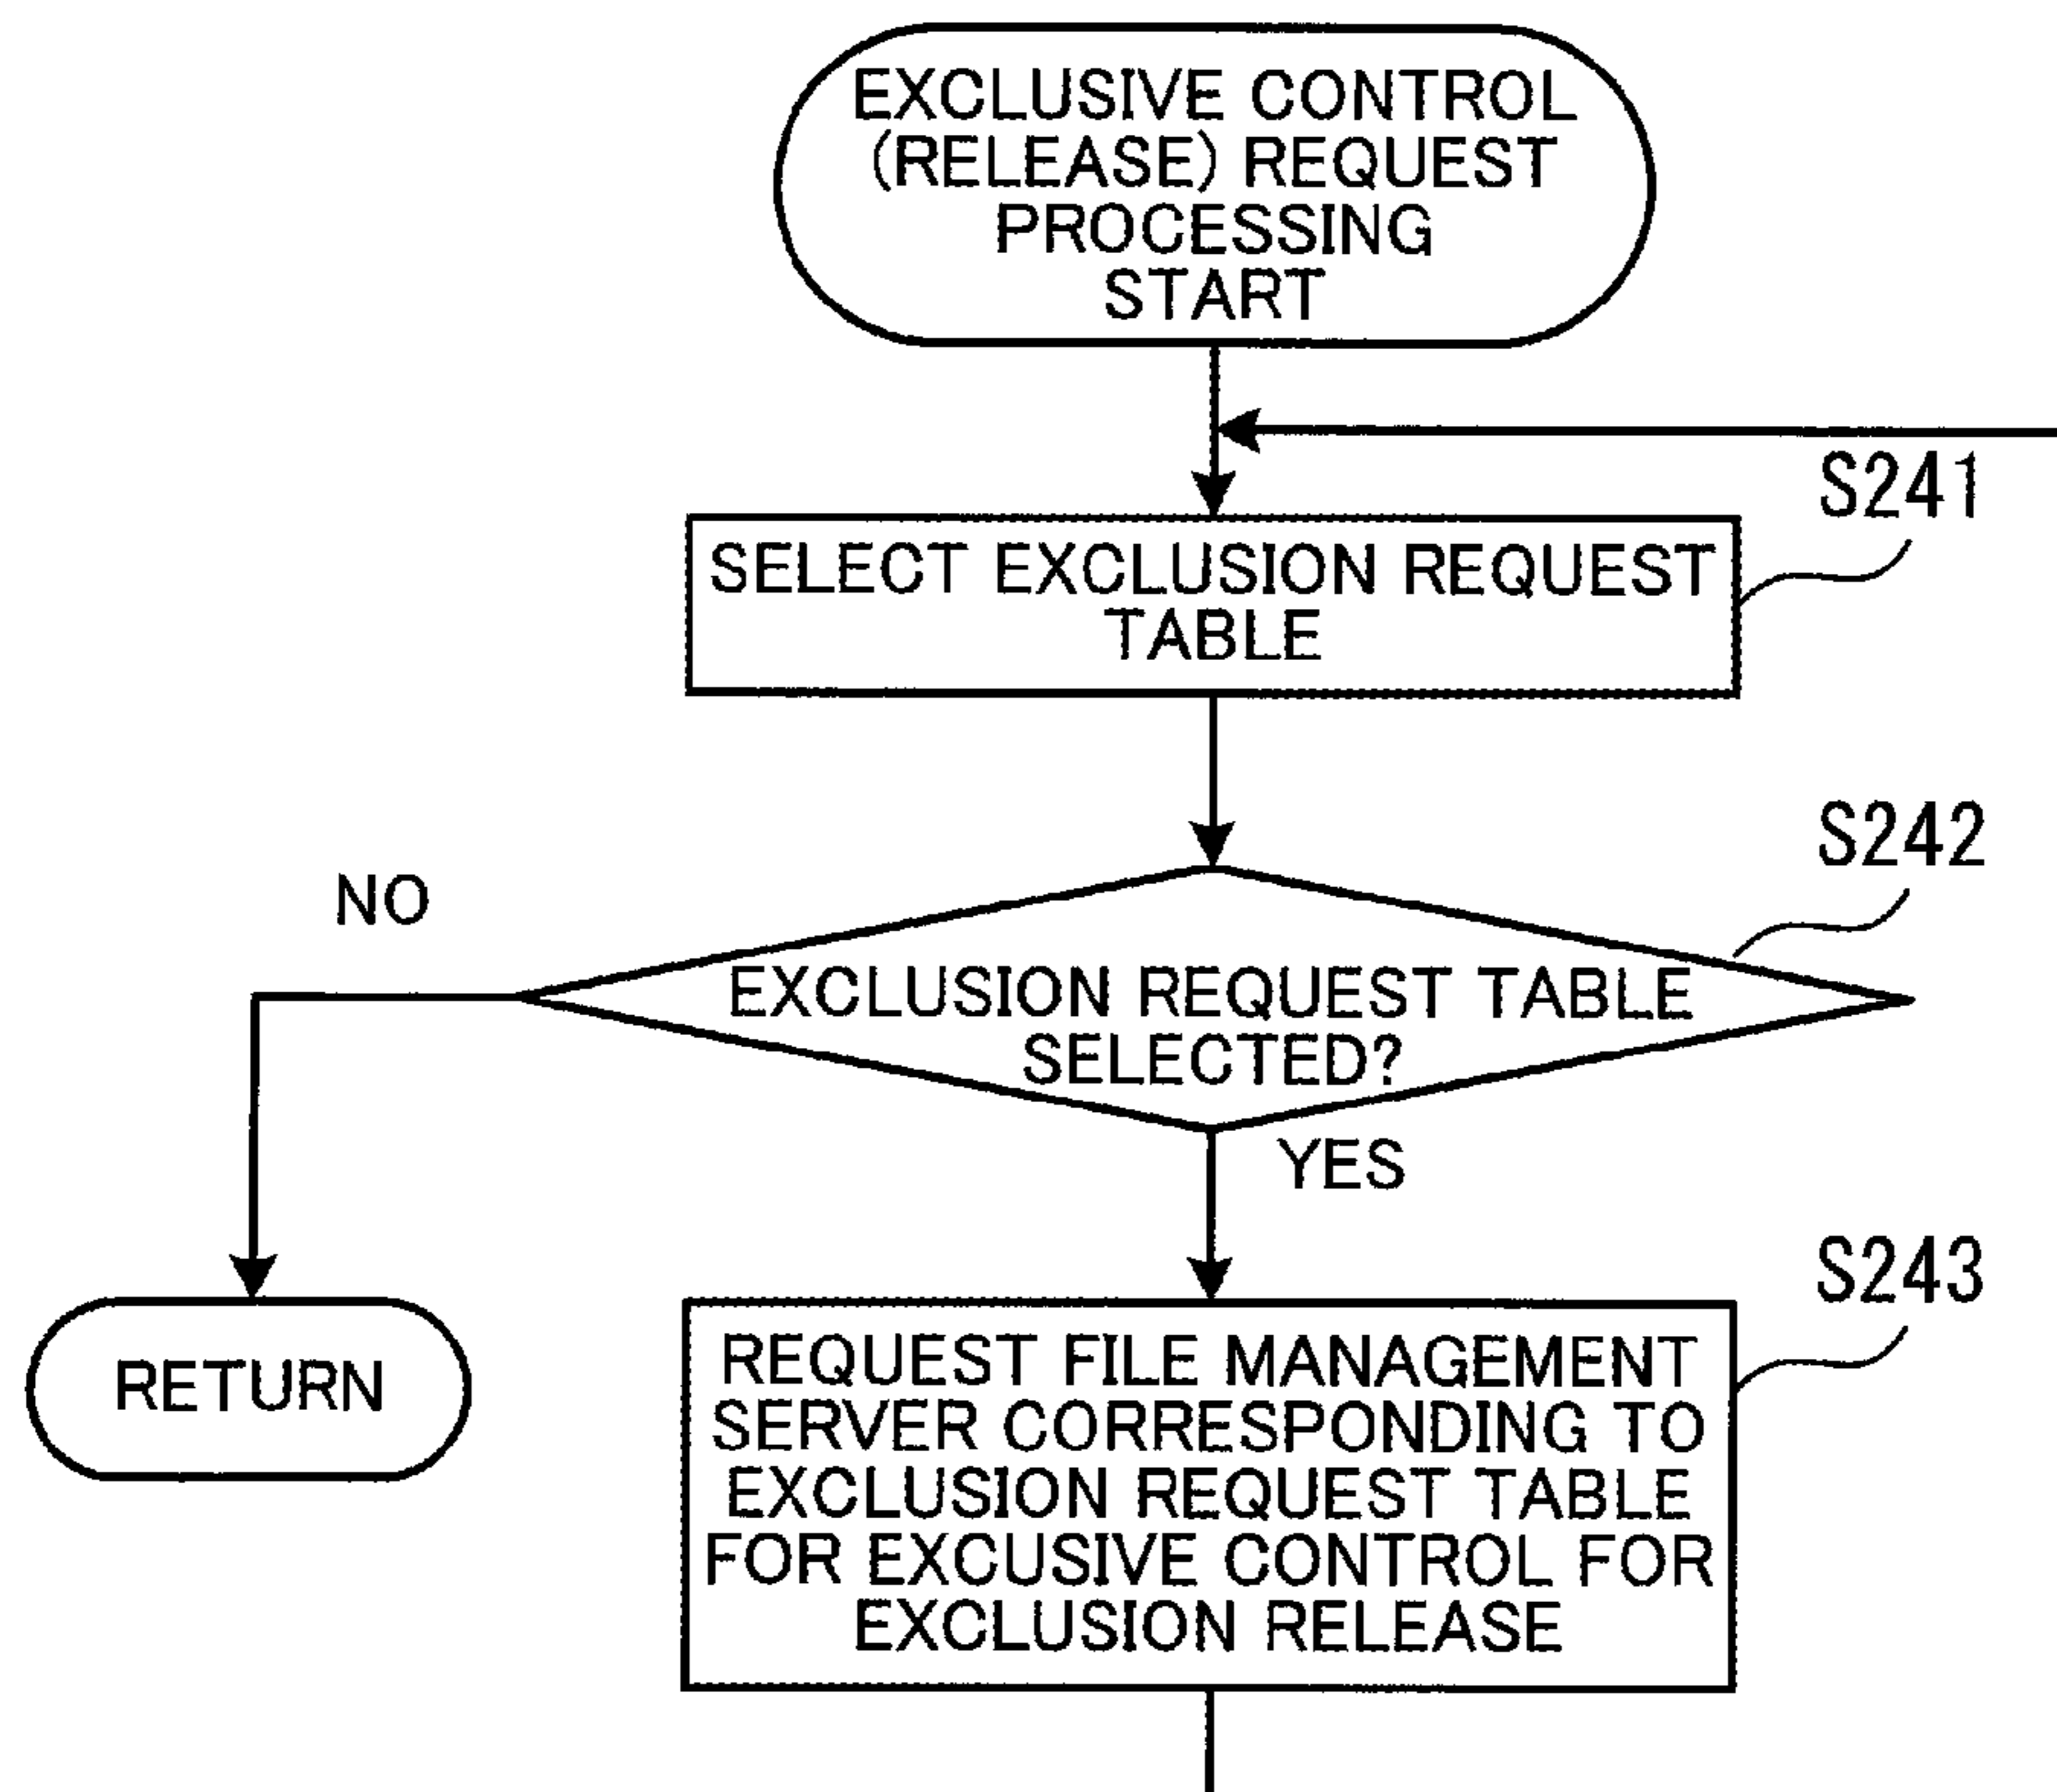 EXCLUSIVE CONTROL
(RELEASE) REQUEST
PROCESSING
START
S241
SELECT EXCLUSION REQUEST
TABLE
S242
NO
EXCLUSION REQUEST TABLE
SELECTED?
YES
S243
RETURN
REQUEST FILE MANAGEMENT
SERVER CORRESPONDING TO
EXCLUSION REQUEST TABLE
FOR EXCUSIVE CONTROL FOR
EXCLUSION RELEASE